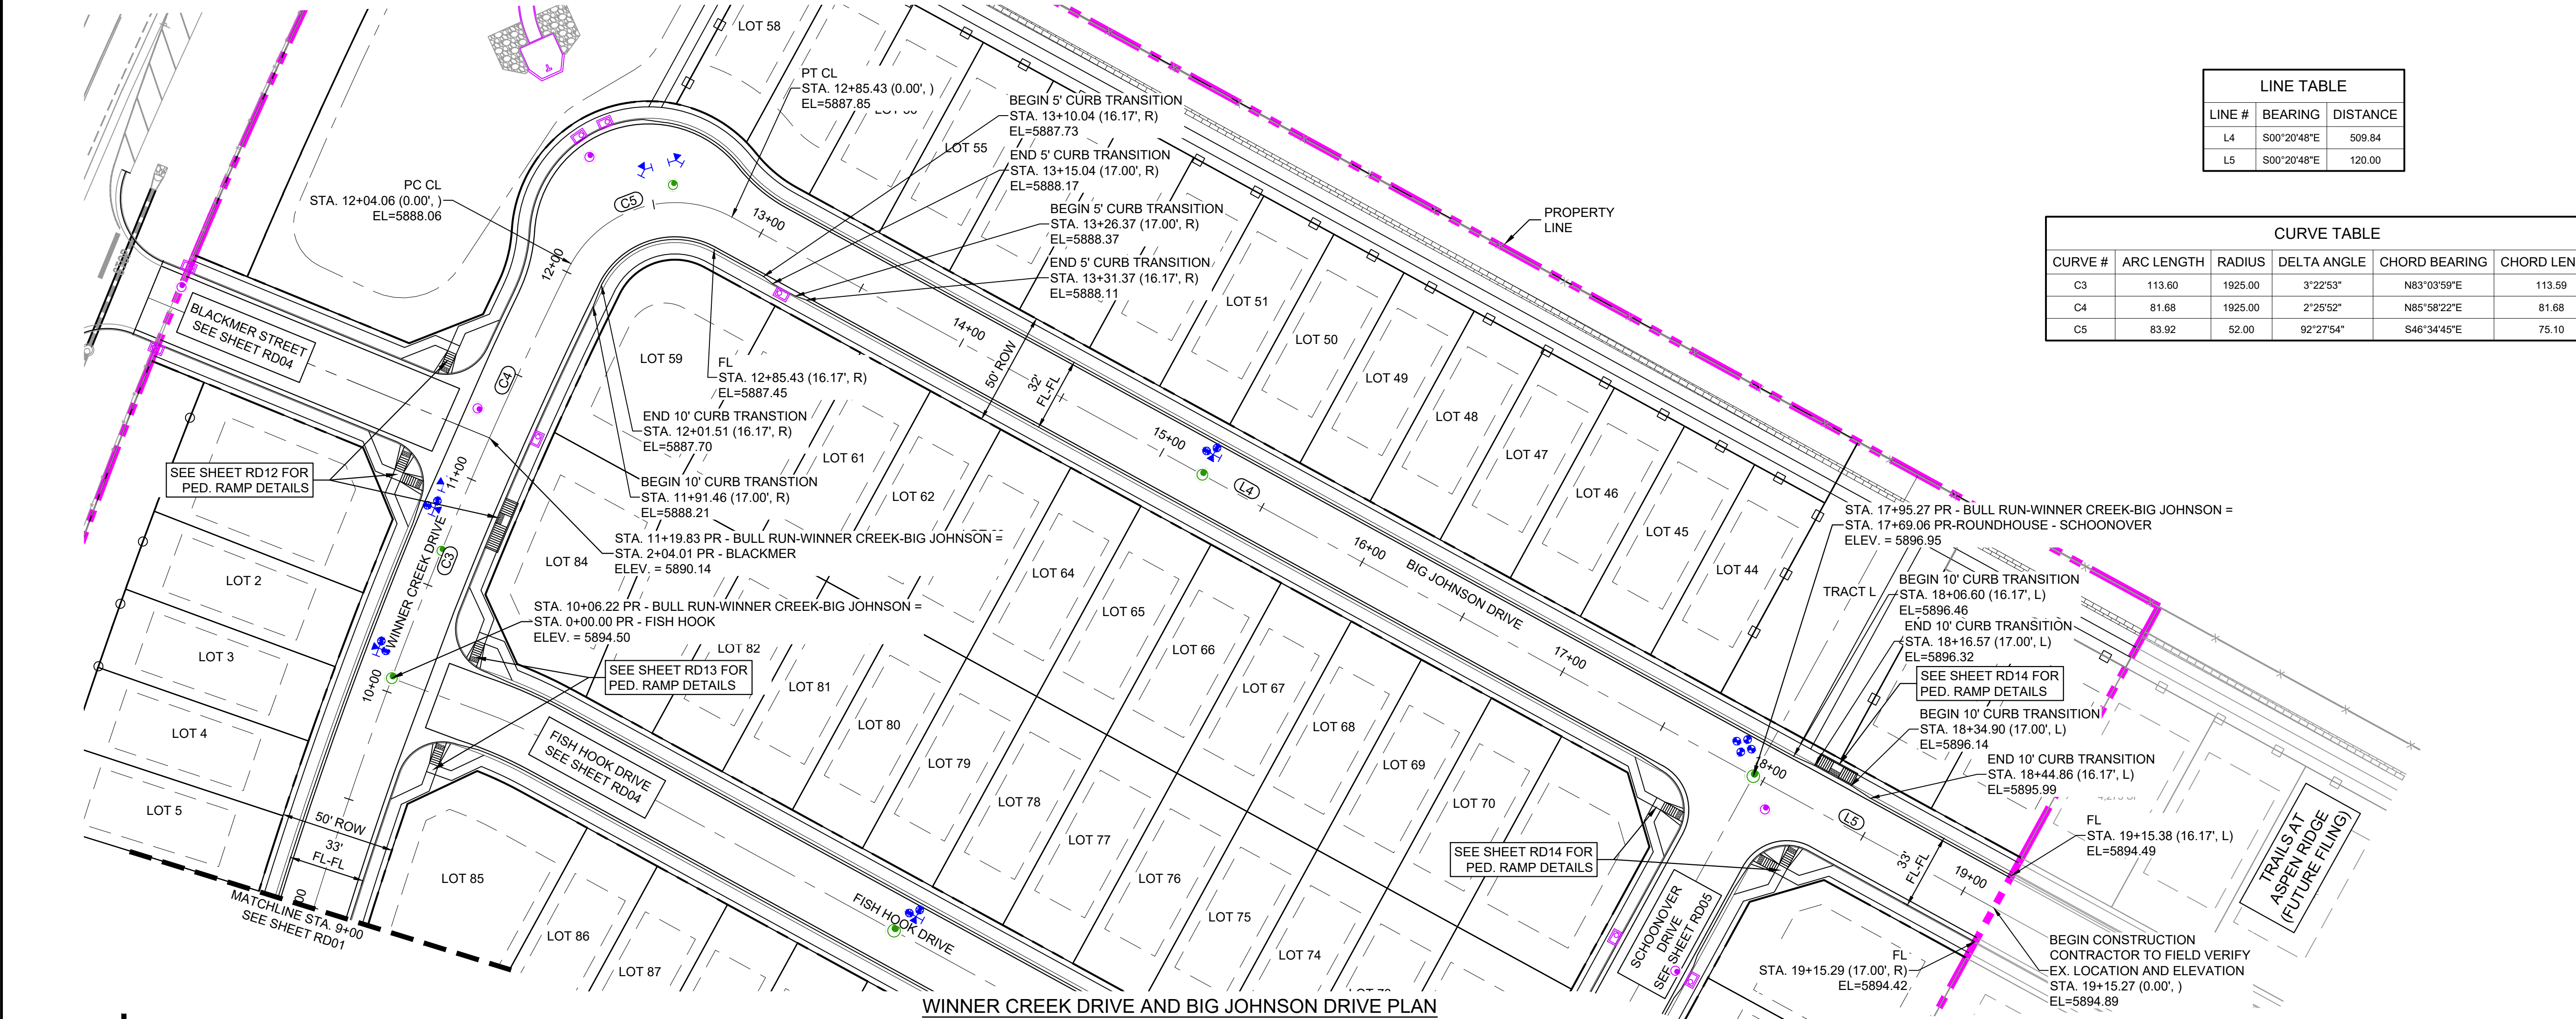 LOT 58
PT CL
STA. 12+85.43 (0.00', )
EL=5887.85
BEGIN 5' CURB TRANSITION
STA. 13+10.04 (16.17', R)
EL=5887.73
LOT 55
END 5' CURB TRANSITION
STA. 13+15.04 (17.00', R)
EL=5888.17
BEGIN 5' CURB TRANSITION
STA. 13+26.37 (17.00', R)
EL=5888.37
END 5' CURB TRANSITION
STA. 13+31.37 (16.17', R)
EL=5888.11
PC CL
STA. 12+04.06 (0.00', )
EL=5888.06
C5
13+00
12+00
PROPERTY
LINE
LINE TABLE
LINE # BEARING DISTANCE
L4 S00°20'48"E 509.84
L5 S00°20'48"E 120.00
CURVE TABLE
CURVE # ARC LENGTH RADIUS DELTA ANGLE CHORD BEARING CHORD LEN
C3 113.60 1925.00 3°22'53" N83°03'59"E 113.59
C4 81.68 1925.00 2°25'52" N85°58'22"E 81.68
C5 83.92 52.00 92°27'54" S46°34'45"E 75.10
BLACKMER STREET
SEE SHEET RD04
LOT 59
FL
STA. 12+85.43 (16.17', R)
EL=5887.45
14+00
50' ROW
32'
FL-FL
LOT 51
LOT 50
LOT 49
LOT 48
LOT 47
LOT 46
LOT 45
LOT 44
C4
END 10' CURB TRANSTION
STA. 12+01.51 (16.17', R)
EL=5887.70
LOT 61
BEGIN 10' CURB TRANSTION
STA. 11+91.46 (17.00', R)
EL=5888.21
LOT 62
15+00
L4
SEE SHEET RD12 FOR
PED. RAMP DETAILS
11+00
STA. 11+19.83 PR - BULL RUN-WINNER CREEK-BIG JOHNSON =
STA. 2+04.01 PR - BLACKMER
ELEV. = 5890.14
LOT 84
C3
WINNER CREEK DRIVE
LOT 2
LOT 3
LOT 4
LOT 5
10+00
STA. 10+06.22 PR - BULL RUN-WINNER CREEK-BIG JOHNSON =
STA. 0+00.00 PR - FISH HOOK
ELEV. = 5894.50
LOT 64
LOT 65
LOT 66
LOT 67
LOT 68
LOT 69
LOT 70
16+00
BIG JOHNSON DRIVE
17+00
STA. 17+95.27 PR - BULL RUN-WINNER CREEK-BIG JOHNSON =
STA. 17+69.06 PR-ROUNDHOUSE - SCHOONOVER
ELEV. = 5896.95
TRACT L
BEGIN 10' CURB TRANSITION
STA. 18+06.60 (16.17', L)
EL=5896.46
END 10' CURB TRANSITION
STA. 18+16.57 (17.00', L)
EL=5896.32
SEE SHEET RD14 FOR
PED. RAMP DETAILS
BEGIN 10' CURB TRANSITION
STA. 18+34.90 (17.00', L)
EL=5896.14
END 10' CURB TRANSITION
STA. 18+44.86 (16.17', L)
EL=5895.99
18+00
L5
FL
STA. 19+15.38 (16.17', L)
EL=5894.49
33'
FL-FL
19+00
TRAILS AT
ASPEN RIDGE
(FUTURE FILING)
LOT 82
SEE SHEET RD13 FOR
PED. RAMP DETAILS
LOT 81
LOT 80
LOT 79
LOT 78
LOT 77
LOT 76
LOT 75
LOT 74
FISH HOOK DRIVE
SEE SHEET RD04
50' ROW
33'
FL-FL
LOT 85
LOT 86
LOT 87
MATCHLINE STA. 9+00
SEE SHEET RD01
FISH HOOK DRIVE
SEE SHEET RD14 FOR
PED. RAMP DETAILS
SCHOONOVER
DRIVE
SEE SHEET RD05
FL
STA. 19+15.29 (17.00', R)
EL=5894.42
BEGIN CONSTRUCTION
CONTRACTOR TO FIELD VERIFY
EX. LOCATION AND ELEVATION
STA. 19+15.27 (0.00', )
EL=5894.89
WINNER CREEK DRIVE AND BIG JOHNSON DRIVE PLAN